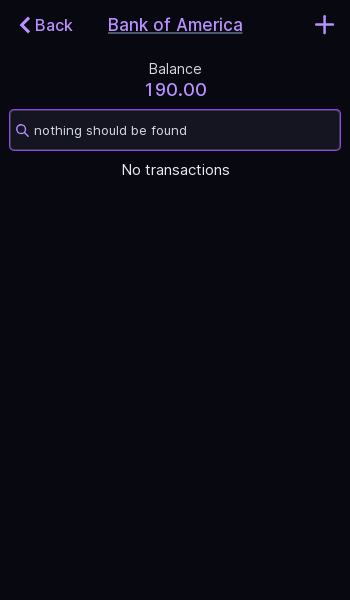 Back Bank of America
Balance
190.00
nothing should be found
No transactions